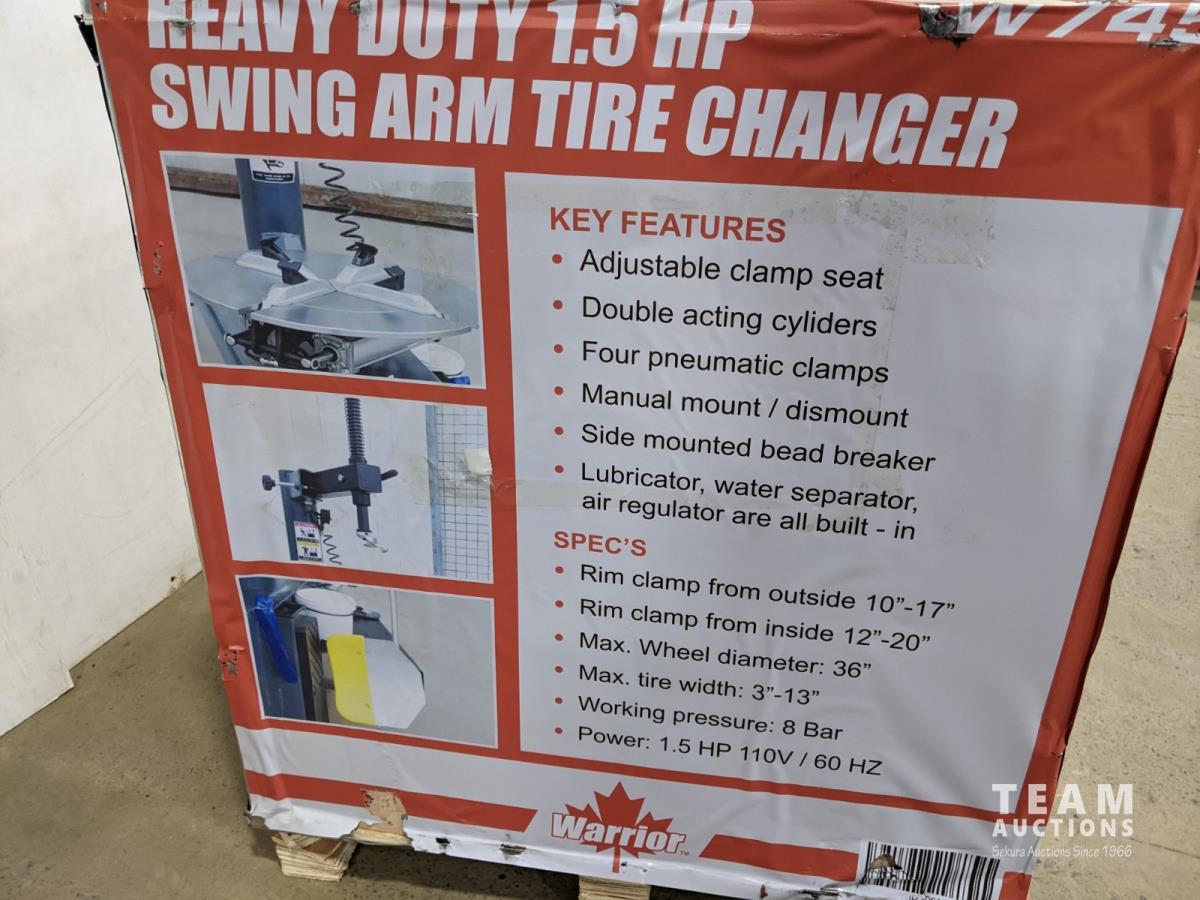 HEAVY DUTY 1.5 HP
SWING ARM TIRE CHANGER
KEY FEATURES
• Adjustable clamp seat
• Double acting cyliders
• Four pneumatic clamps
• Manual mount / dismount
• Side mounted bead breaker
• Lubricator, water separator,
air regulator are all built - in
SPEC'S
• Rim clamp from outside 10"-17"
• Rim clamp from inside 12"-20"
• Max. Wheel diameter: 36"
• Max. tire width: 3"-13"
• Working pressure: 8 Bar
• Power: 1.5 HP 110V / 60 HZ
Warrior™
TEAM
AUCTIONS
Sekura Auctions Since 1966